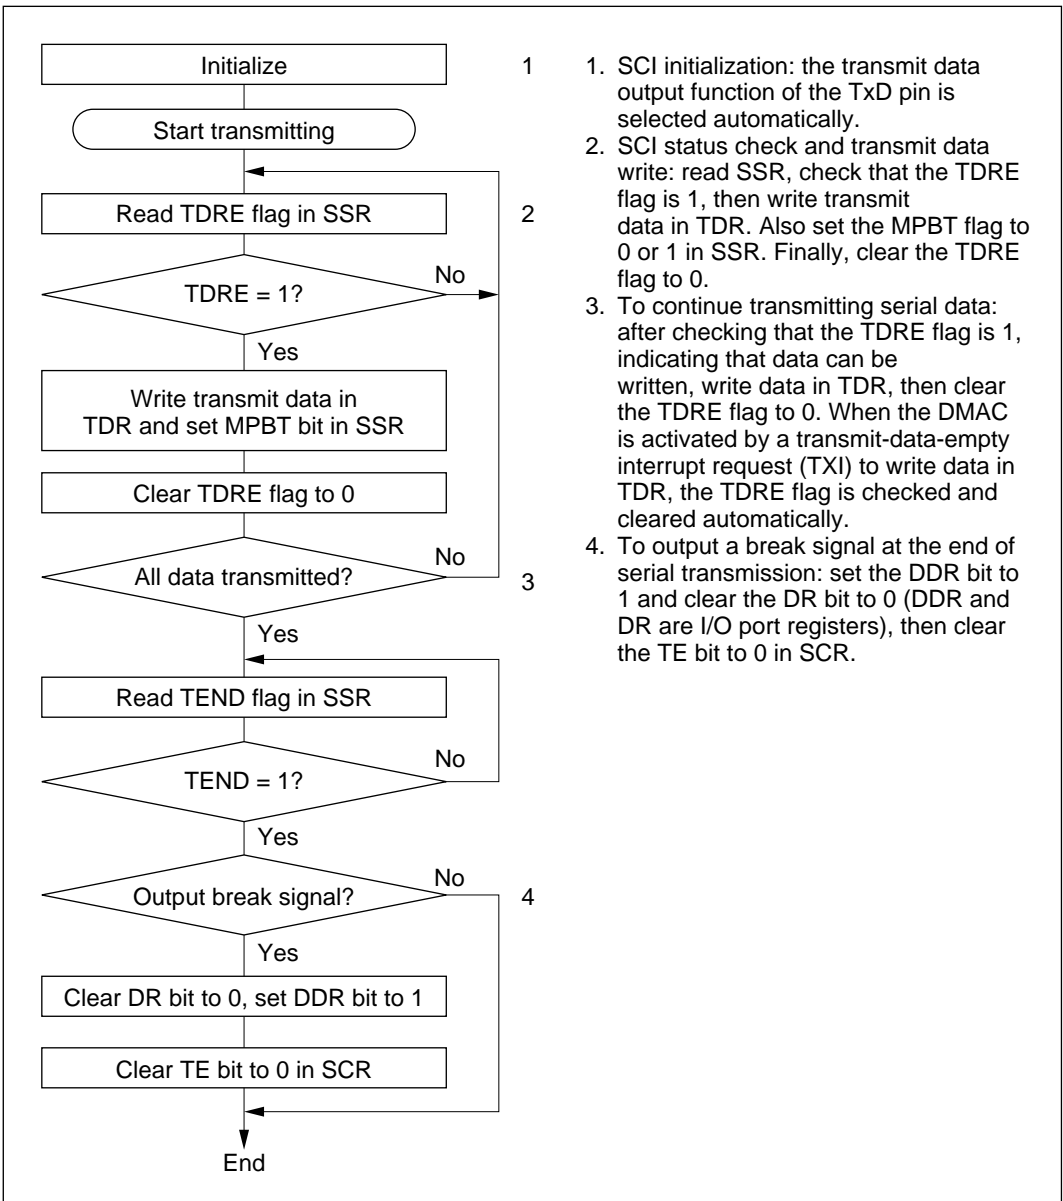 Initialize
1
Start transmitting
Read TDRE flag in SSR
2
TDRE = 1?
No
Yes
Write transmit data in
TDR and set MPBT bit in SSR
Clear TDRE flag to 0
All data transmitted?
No
3
Yes
Read TEND flag in SSR
TEND = 1?
No
Yes
Output break signal?
No
4
Yes
Clear DR bit to 0, set DDR bit to 1
Clear TE bit to 0 in SCR
End
1. SCI initialization: the transmit data
output function of the TxD pin is
selected automatically.
2. SCI status check and transmit data
write: read SSR, check that the TDRE
flag is 1, then write transmit
data in TDR. Also set the MPBT flag to
0 or 1 in SSR. Finally, clear the TDRE
flag to 0.
3. To continue transmitting serial data:
after checking that the TDRE flag is 1,
indicating that data can be
written, write data in TDR, then clear
the TDRE flag to 0. When the DMAC
is activated by a transmit-data-empty
interrupt request (TXI) to write data in
TDR, the TDRE flag is checked and
cleared automatically.
4. To output a break signal at the end of
serial transmission: set the DDR bit to
1 and clear the DR bit to 0 (DDR and
DR are I/O port registers), then clear
the TE bit to 0 in SCR.